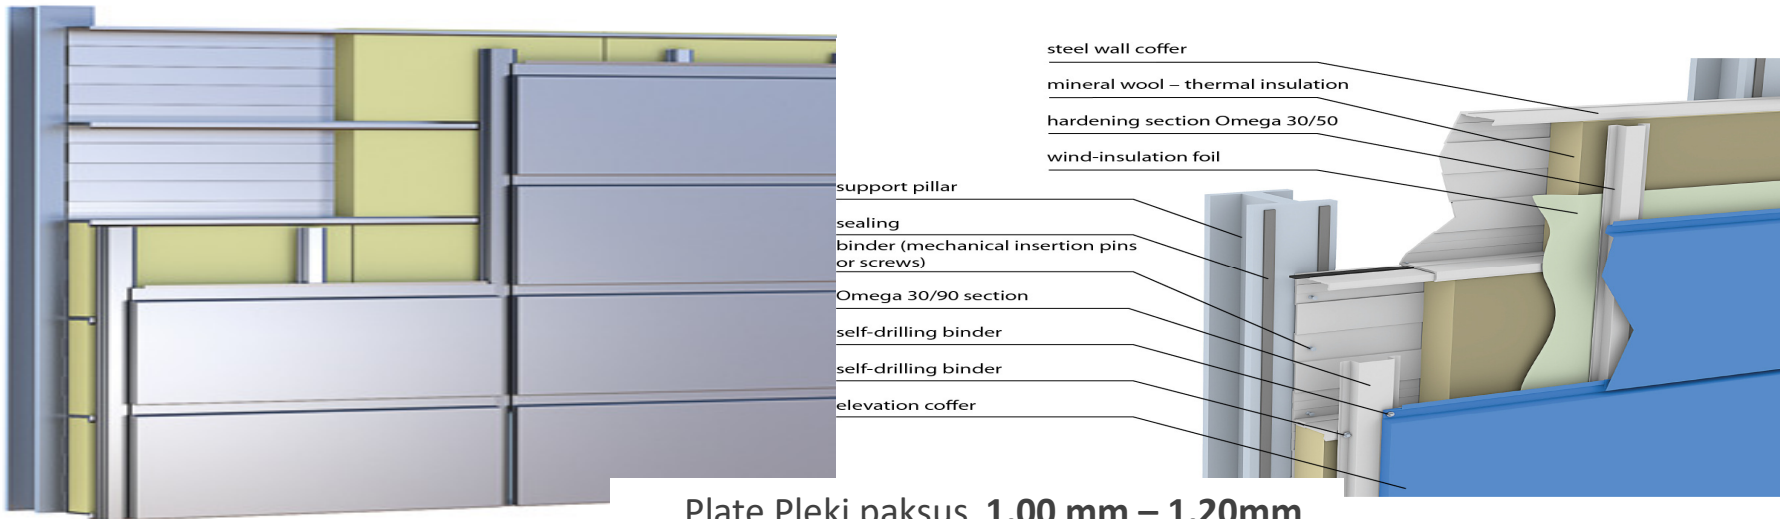 steel wall coffer
mineral wool – thermal insulation
hardening section Omega 30/50
wind-insulation foil
support pillar
sealing
binder (mechanical insertion pins
or screws)
Omega 30/90 section
self-drilling binder
self-drilling binder
elevation coffer
Plate Pleki paksus 1.00 mm – 1.20mm